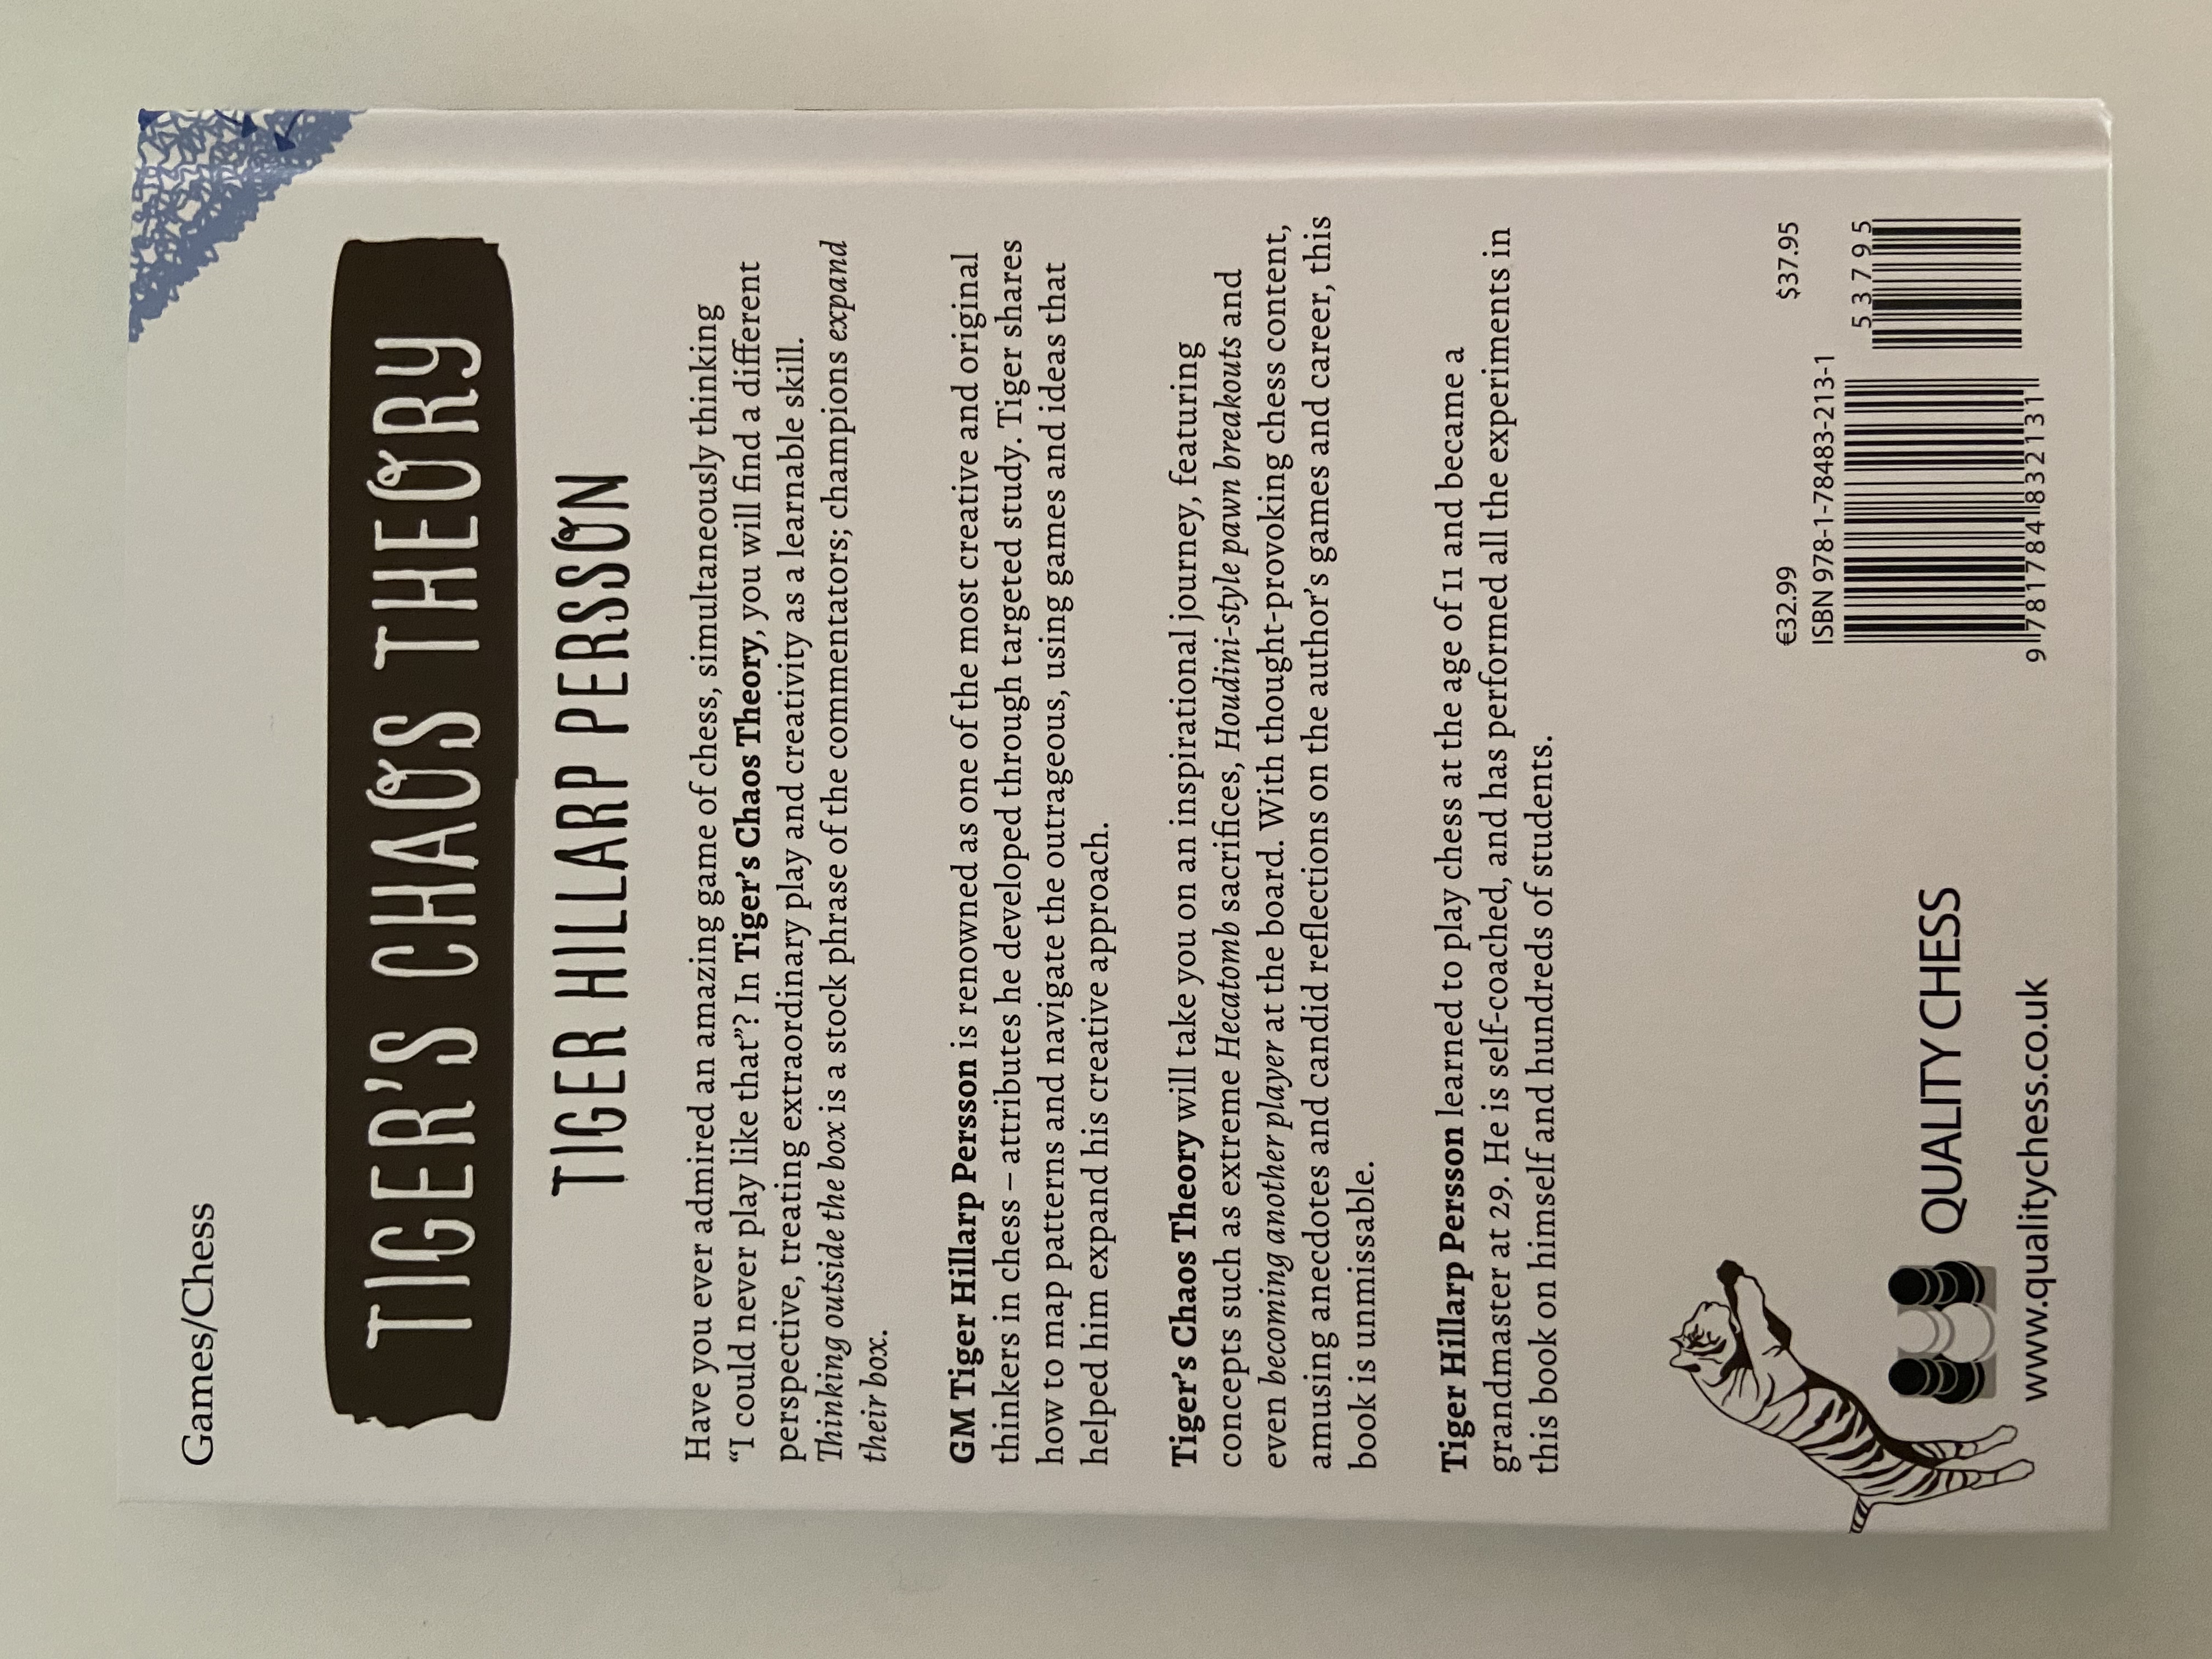 Games/Chess
TIGER'S CHAOS THEORY
TIGER HILLARP PERSSON
Have you ever admired an amazing game of chess, simultaneously thinking
“I could never play like that”? In Tiger’s Chaos Theory, you will find a different
perspective, treating extraordinary play and creativity as a learnable skill.
Thinking outside the box is a stock phrase of the commentators; champions expand
their box.
GM Tiger Hillarp Persson is renowned as one of the most creative and original
thinkers in chess – attributes he developed through targeted study. Tiger shares
how to map patterns and navigate the outrageous, using games and ideas that
helped him expand his creative approach.
Tiger’s Chaos Theory will take you on an inspirational journey, featuring
concepts such as extreme Hecatomb sacrifices, Houdini-style pawn breakouts and
even becoming another player at the board. With thought-provoking chess content,
amusing anecdotes and candid reflections on the author’s games and career, this
book is unmissable.
Tiger Hillarp Persson learned to play chess at the age of 11 and became a
grandmaster at 29. He is self-coached, and has performed all the experiments in
this book on himself and hundreds of students.
€32.99 $37.95
ISBN 978-1-78483-213-1
53795
9 781784 832131
QUALITY CHESS
www.qualitychess.co.uk